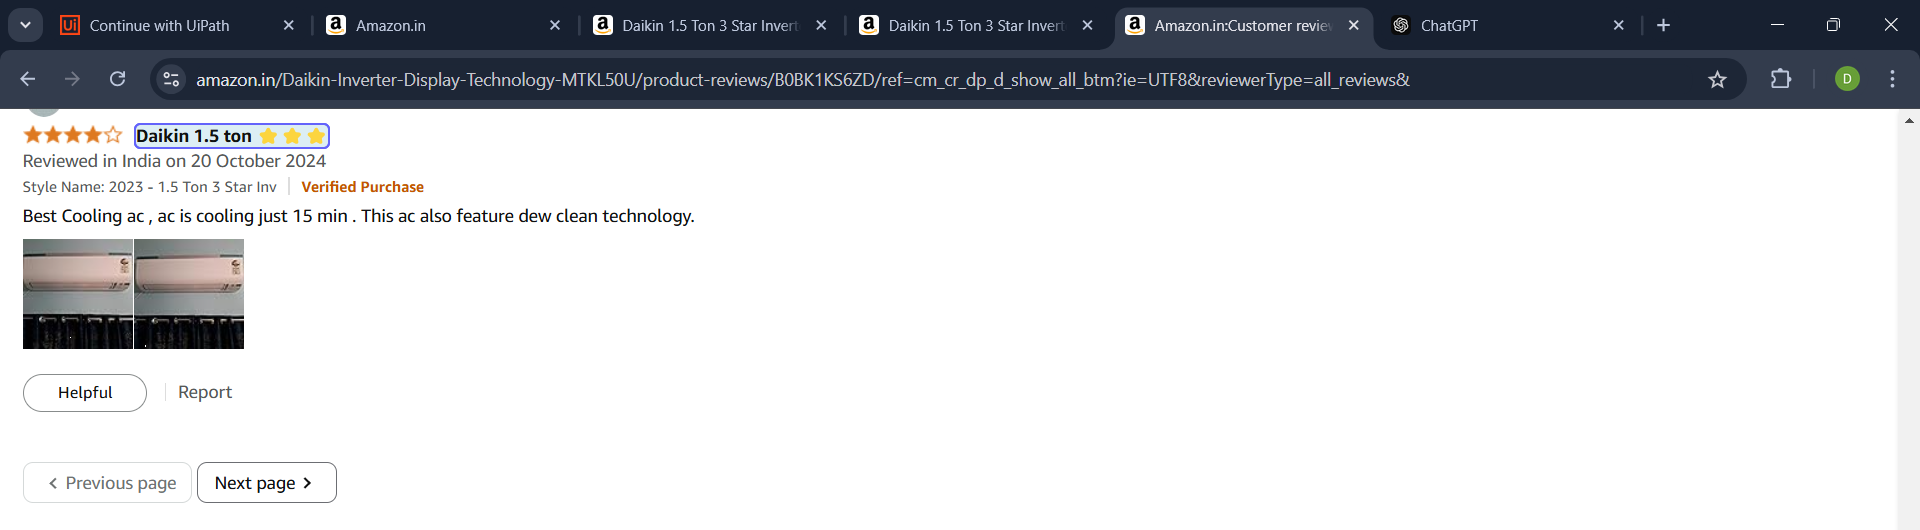 Continue with UiPath
Amazon.in
Daikin 1.5 Ton 3 Star Invert
Daikin 1.5 Ton 3 Star Invert
Amazon.in:Customer review
ChatGPT
amazon.in/Daikin-Inverter-Display-Technology-MTKL50U/product-reviews/B0BK1KS6ZD/ref=cm_cr_dp_d_show_all_btm?ie=UTF8&reviewerType=all_reviews&
D
Daikin 1.5 ton ⭐ ⭐ ⭐
Reviewed in India on 20 October 2024
Style Name: 2023 - 1.5 Ton 3 Star Inv | Verified Purchase
Best Cooling ac , ac is cooling just 15 min . This ac also feature dew clean technology.
Helpful
Report
Previous page
Next page